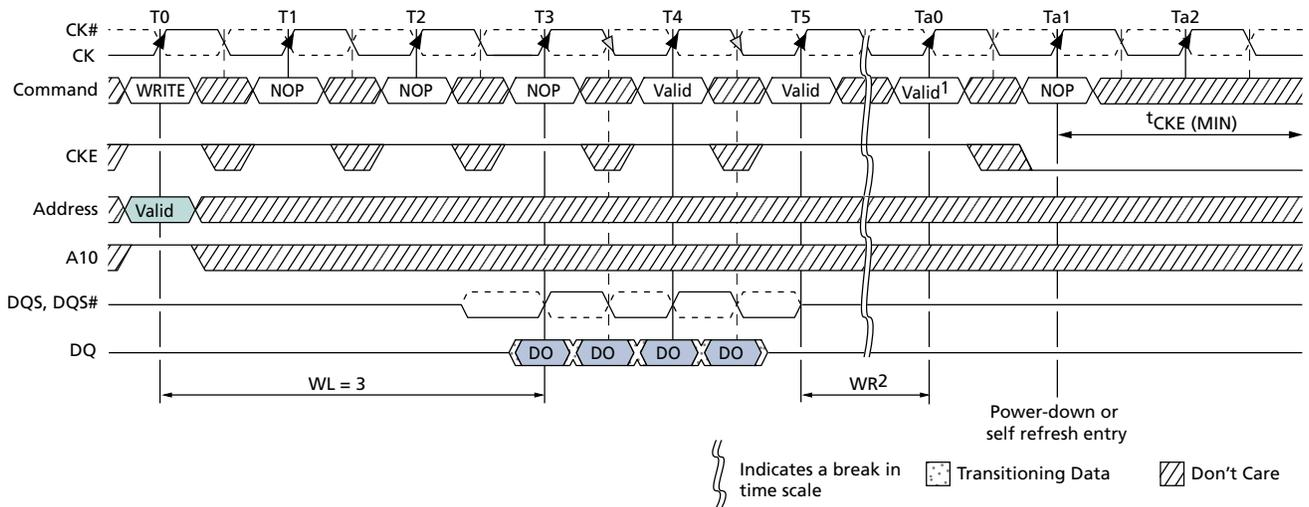 T0 T1 T2 T3 T4 T5 Ta0 Ta1 Ta2
CK#
CK
Command WRITE NOP NOP NOP Valid Valid Valid1 NOP
tCKE (MIN)
CKE
Address Valid
A10
DQS, DQS#
DQ DO DO DO DO
WL = 3 WR2
Power-down or
self refresh entry
Indicates a break in
time scale
Transitioning Data
Don't Care